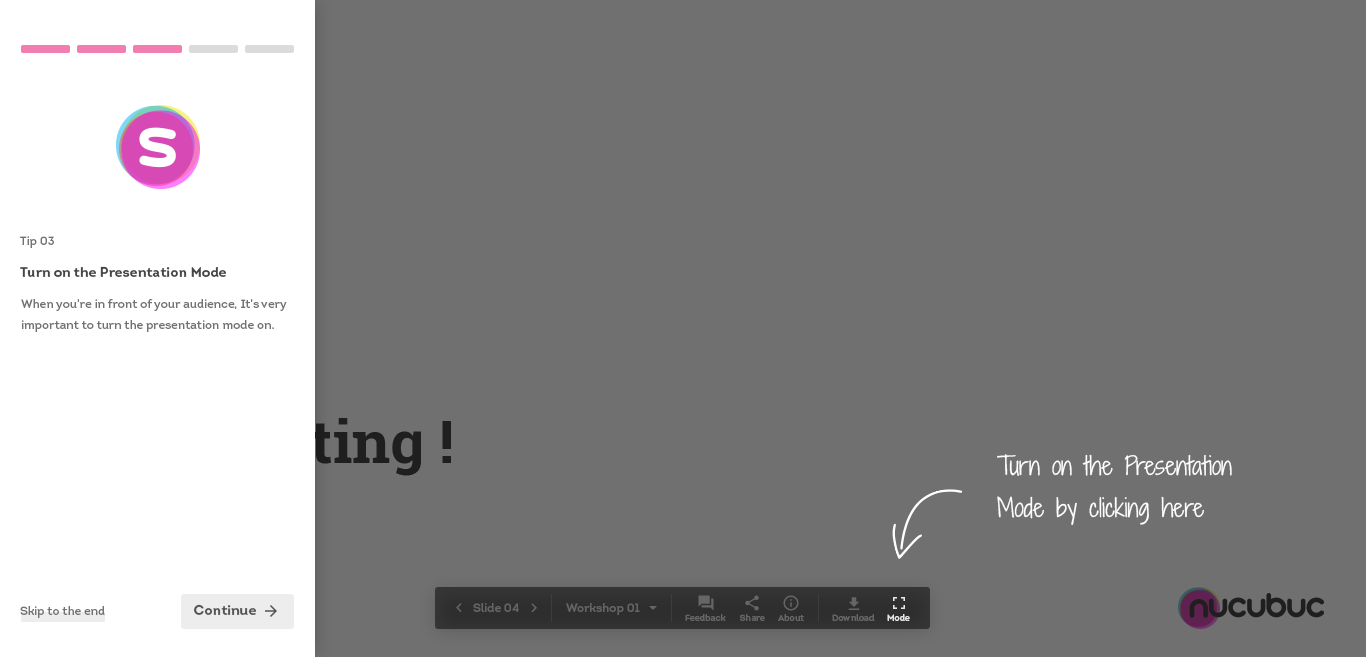 S
Tip 03
Turn on the Presentation Mode
When you're in front of your audience, It's very
important to turn the presentation mode on.
Skip to the end
Continue
ting !
Turn on the Presentation
Mode by clicking here
Slide 04
Workshop 01
Feedback
Share
About
Download
Mode
nucubuc